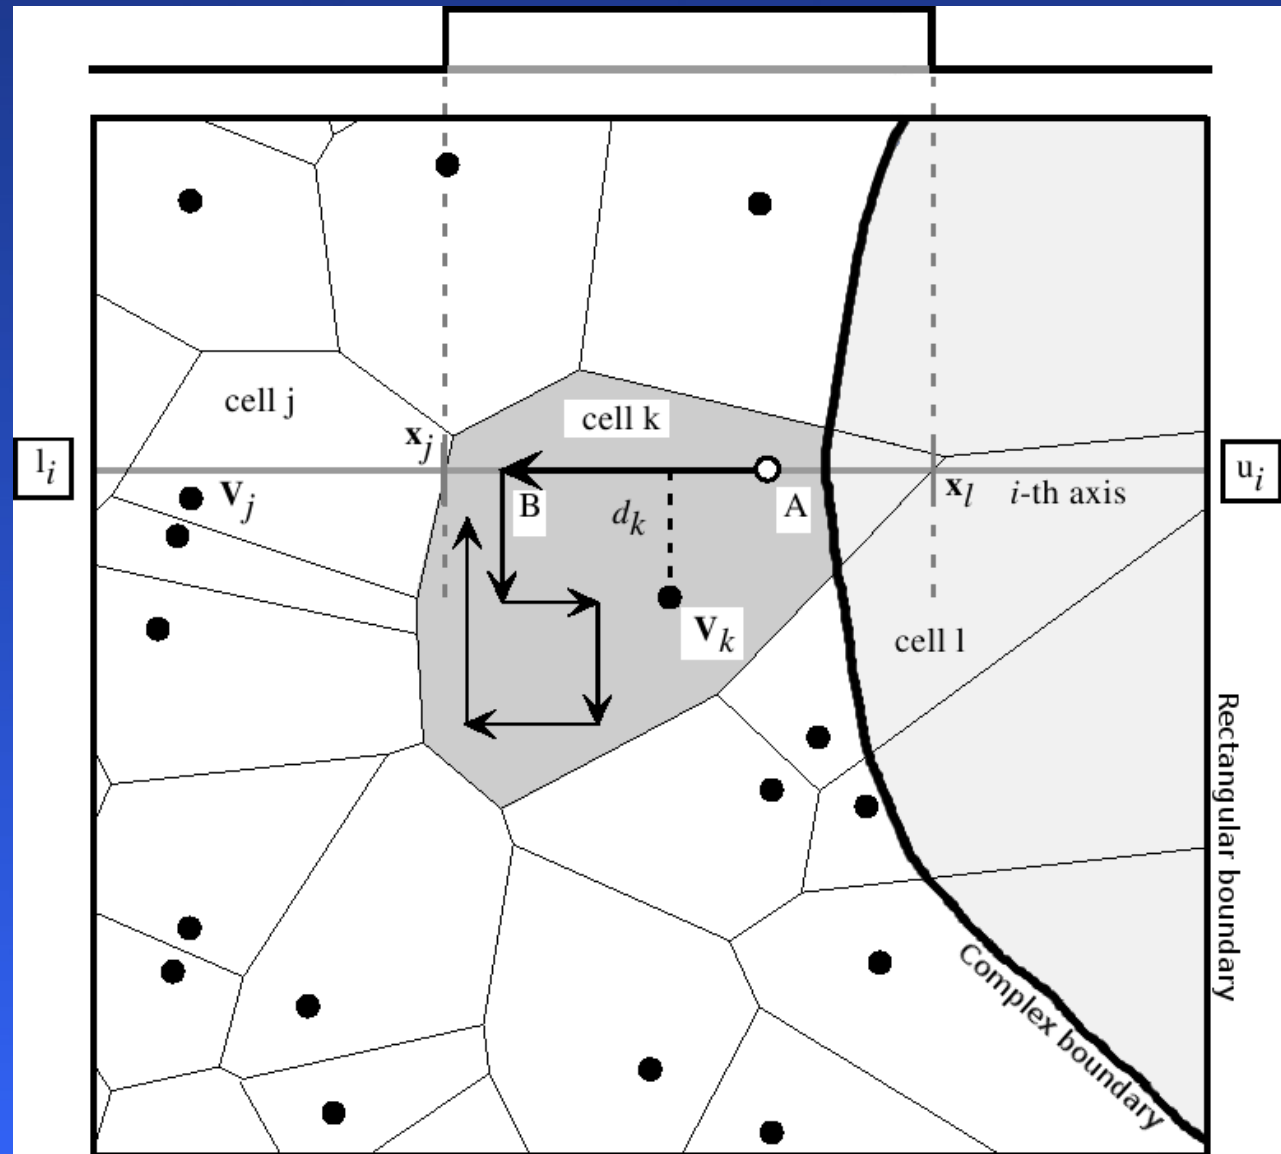 cell j
cell k
x_j
l_i
u_i
V_j
B
d_k
A
x_l
i-th axis
V_k
cell l
Rectangular boundary
Complex boundary